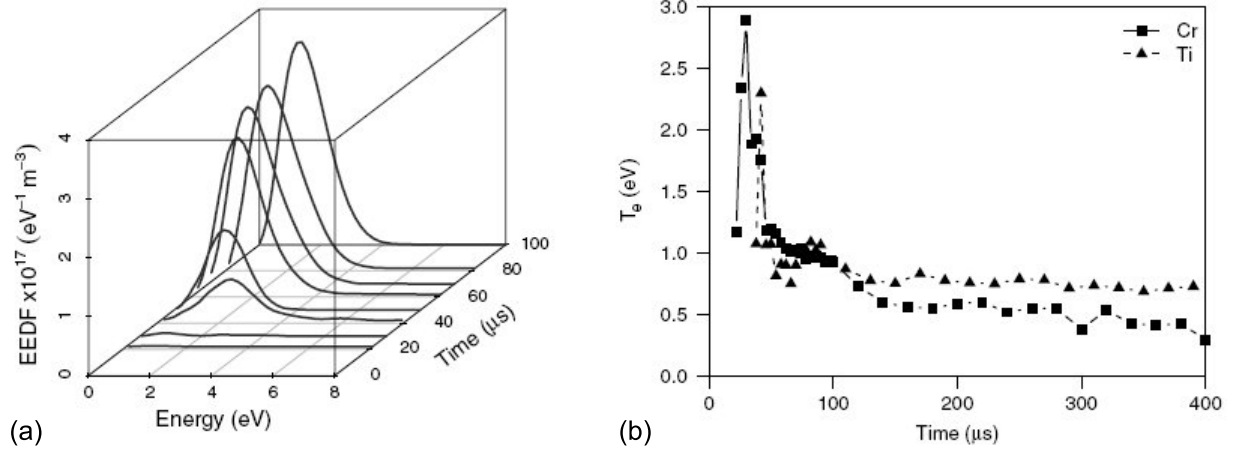 4
3
2
1
0
EEDF x10¹⁷ (eV⁻¹ m⁻³)
0 2 4 6 8
Energy (eV)
0
20
40
60
80
100
Time (μs)
(a)
3.0
2.5
2.0
1.5
1.0
0.5
0.0
Tₑ (eV)
Cr
Ti
0 100 200 300 400
Time (μs)
(b)